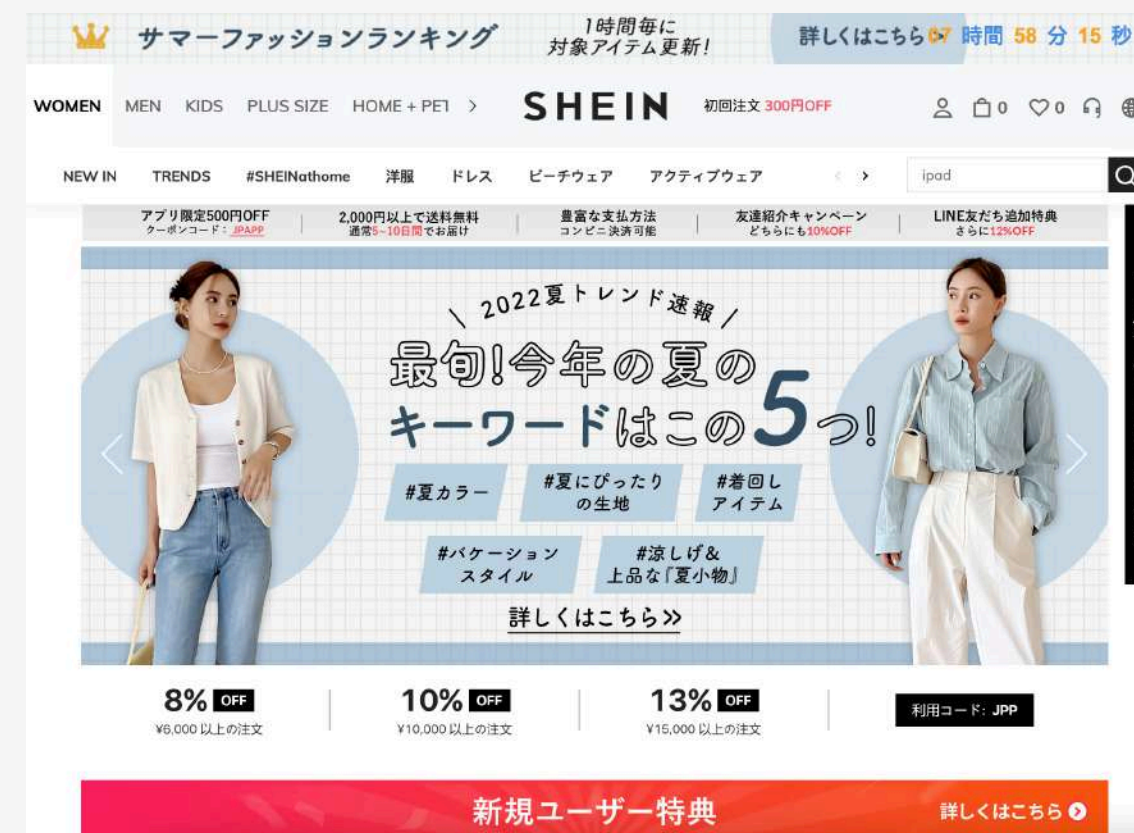 サマーファッションランキング
1時間毎に
対象アイテム更新!
詳しくはこちら
07 時間 58 分 15 秒
WOMEN MEN KIDS PLUS SIZE HOME + PET >
SHEIN
初回注文 300円OFF
0 0
NEW IN TRENDS #SHEINathome 洋服 ドレス ビーチウェア アクティブウェア < >
ipad
アプリ限定500円OFF
クーポンコード: JPAPP
2,000円以上で送料無料
通常5~10日間でお届け
豊富な支払方法
コンビニ決済可能
友達紹介キャンペーン
どちらにも10%OFF
LINE友だち追加特典
さらに12%OFF
\ 2022夏トレンド速報 /
最旬!今年の夏の
キーワードはこの5つ!
#夏カラー
#夏にぴったり
の生地
#着回し
アイテム
#バケーション
スタイル
#涼しげ&
上品な『夏小物』
詳しくはこちら≫
8% OFF
¥6,000 以上の注文
10% OFF
¥10,000 以上の注文
13% OFF
¥15,000 以上の注文
利用コード: JPP
新規ユーザー特典
詳しくはこちら